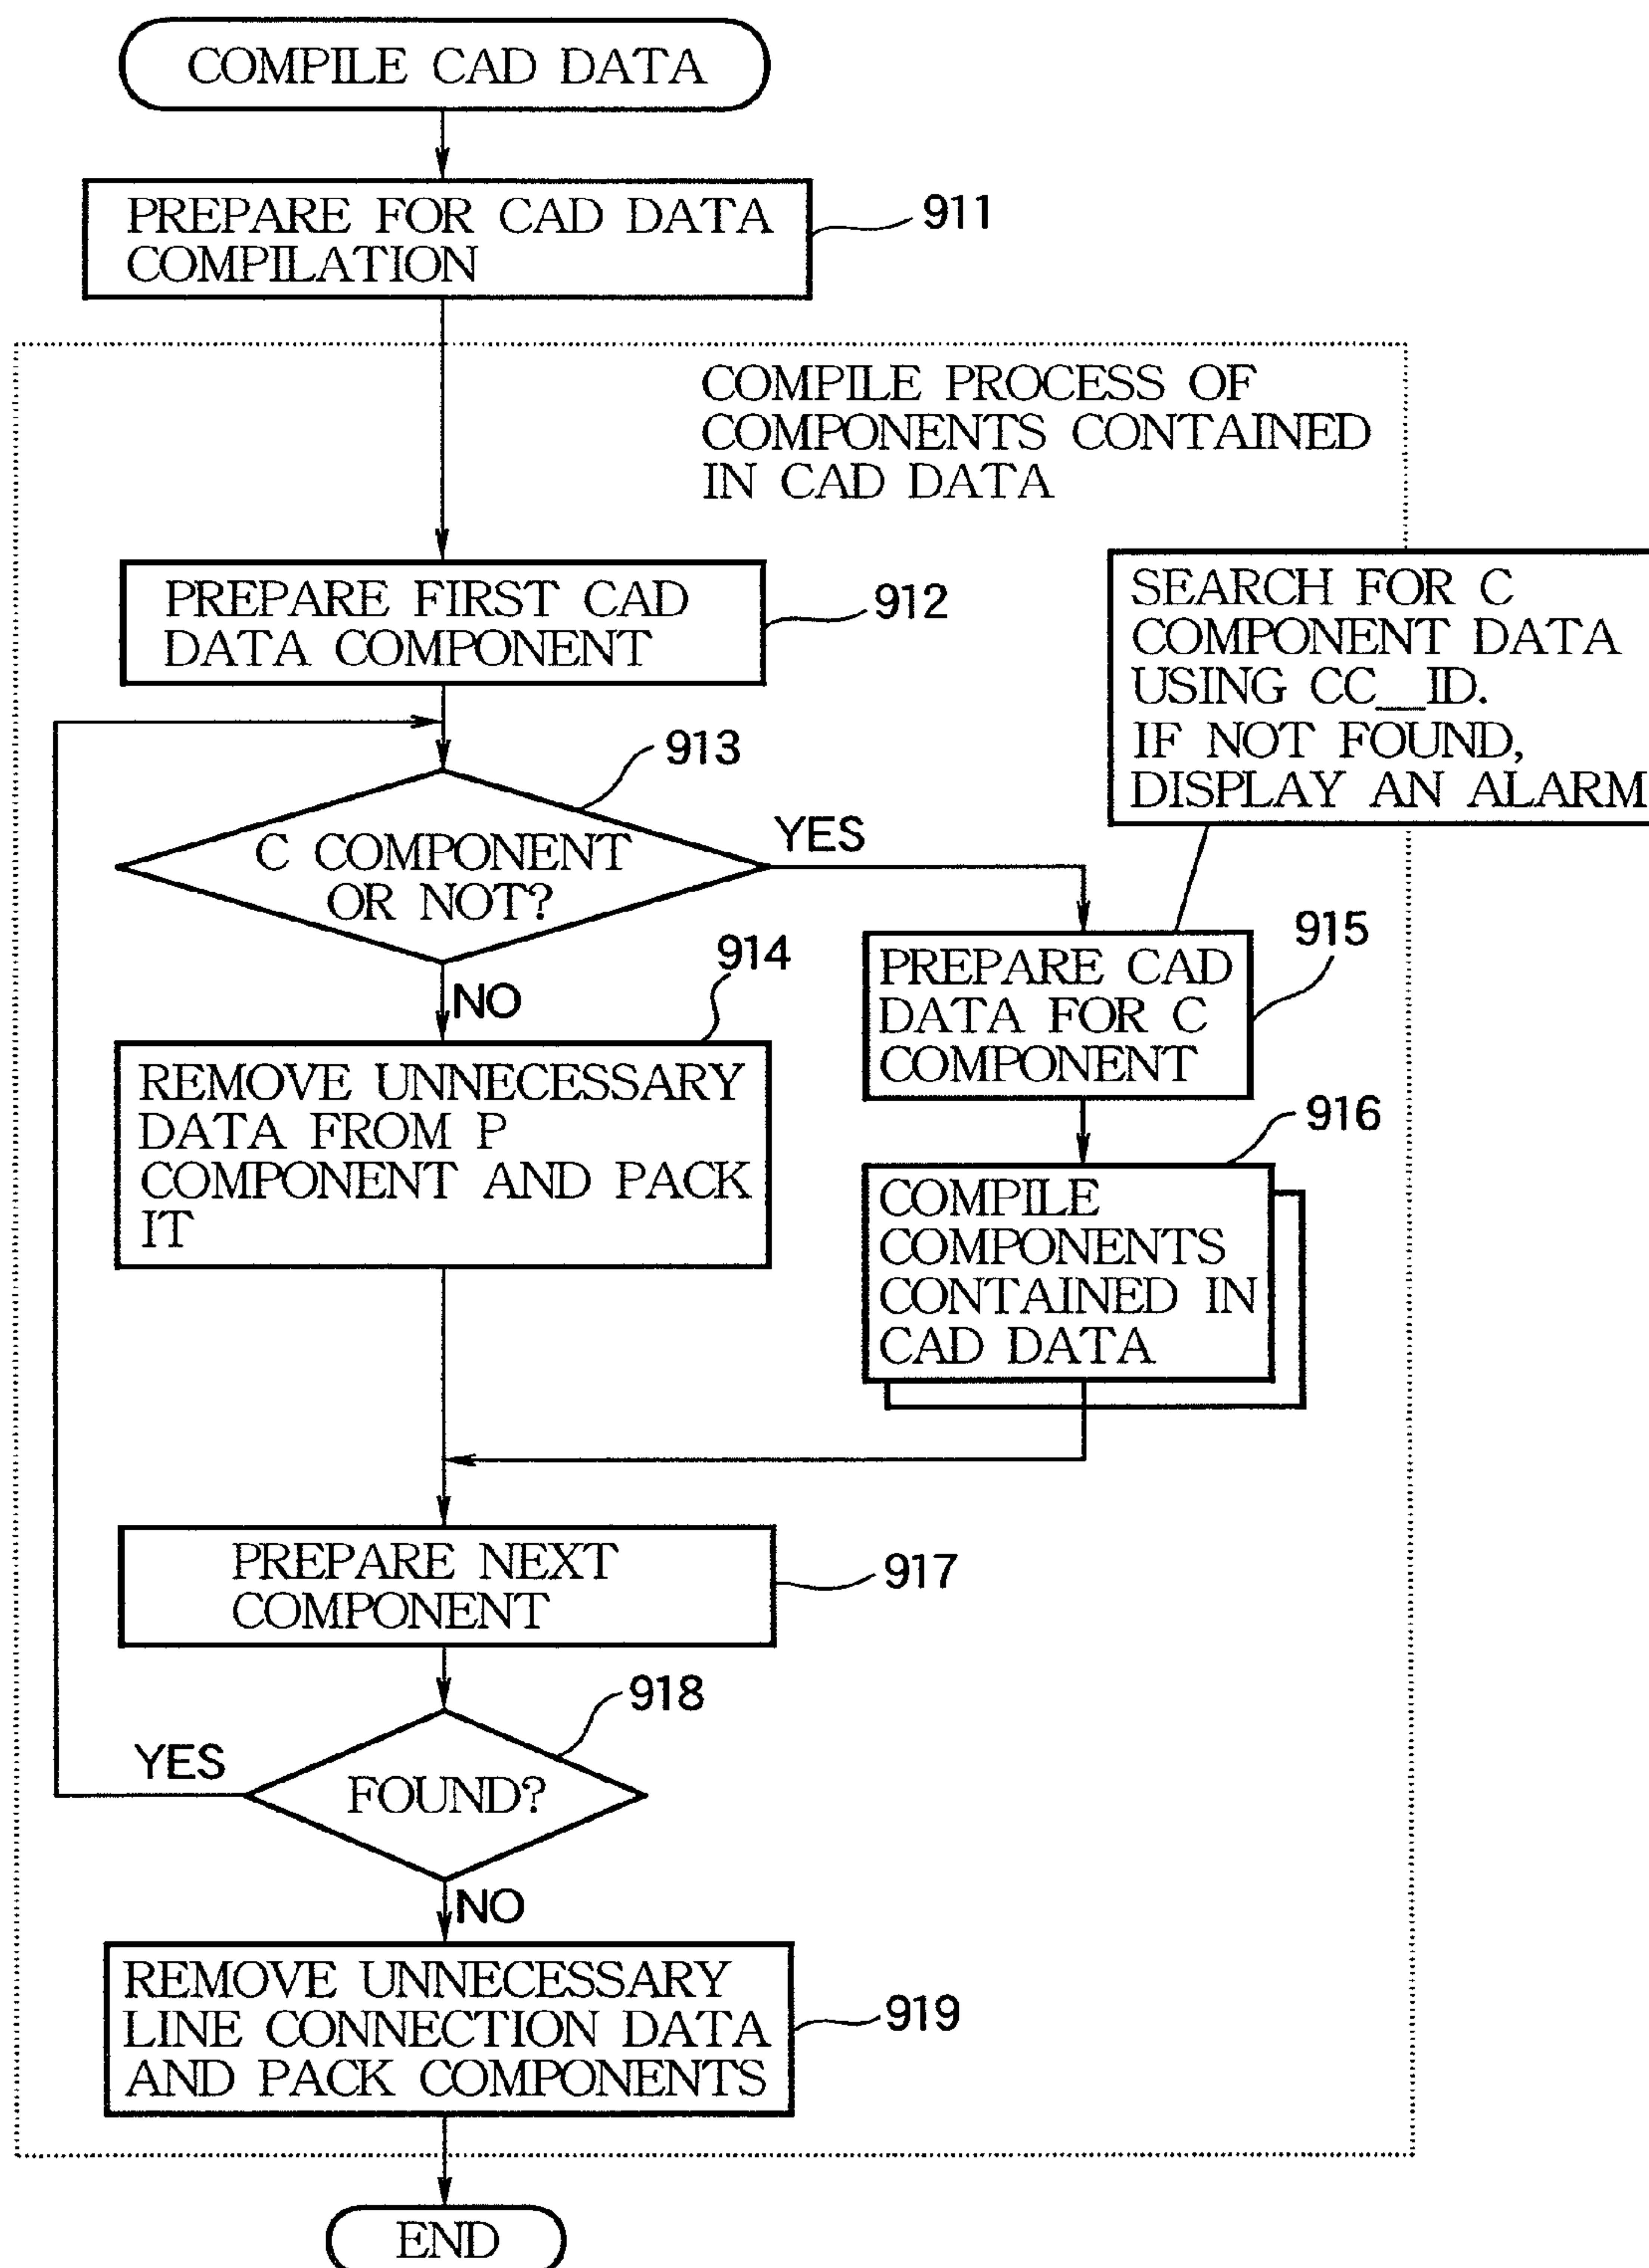 COMPILE CAD DATA
PREPARE FOR CAD DATA
COMPILATION
911
COMPILE PROCESS OF
COMPONENTS CONTAINED
IN CAD DATA
PREPARE FIRST CAD
DATA COMPONENT
912
SEARCH FOR C
COMPONENT DATA
USING CC__ID.
IF NOT FOUND,
DISPLAY AN ALARM
913
C COMPONENT
OR NOT?
YES
NO
914
REMOVE UNNECESSARY
DATA FROM P
COMPONENT AND PACK
IT
915
PREPARE CAD
DATA FOR C
COMPONENT
916
COMPILE
COMPONENTS
CONTAINED IN
CAD DATA
PREPARE NEXT
COMPONENT
917
918
YES
FOUND?
NO
REMOVE UNNECESSARY
LINE CONNECTION DATA
AND PACK COMPONENTS
919
END